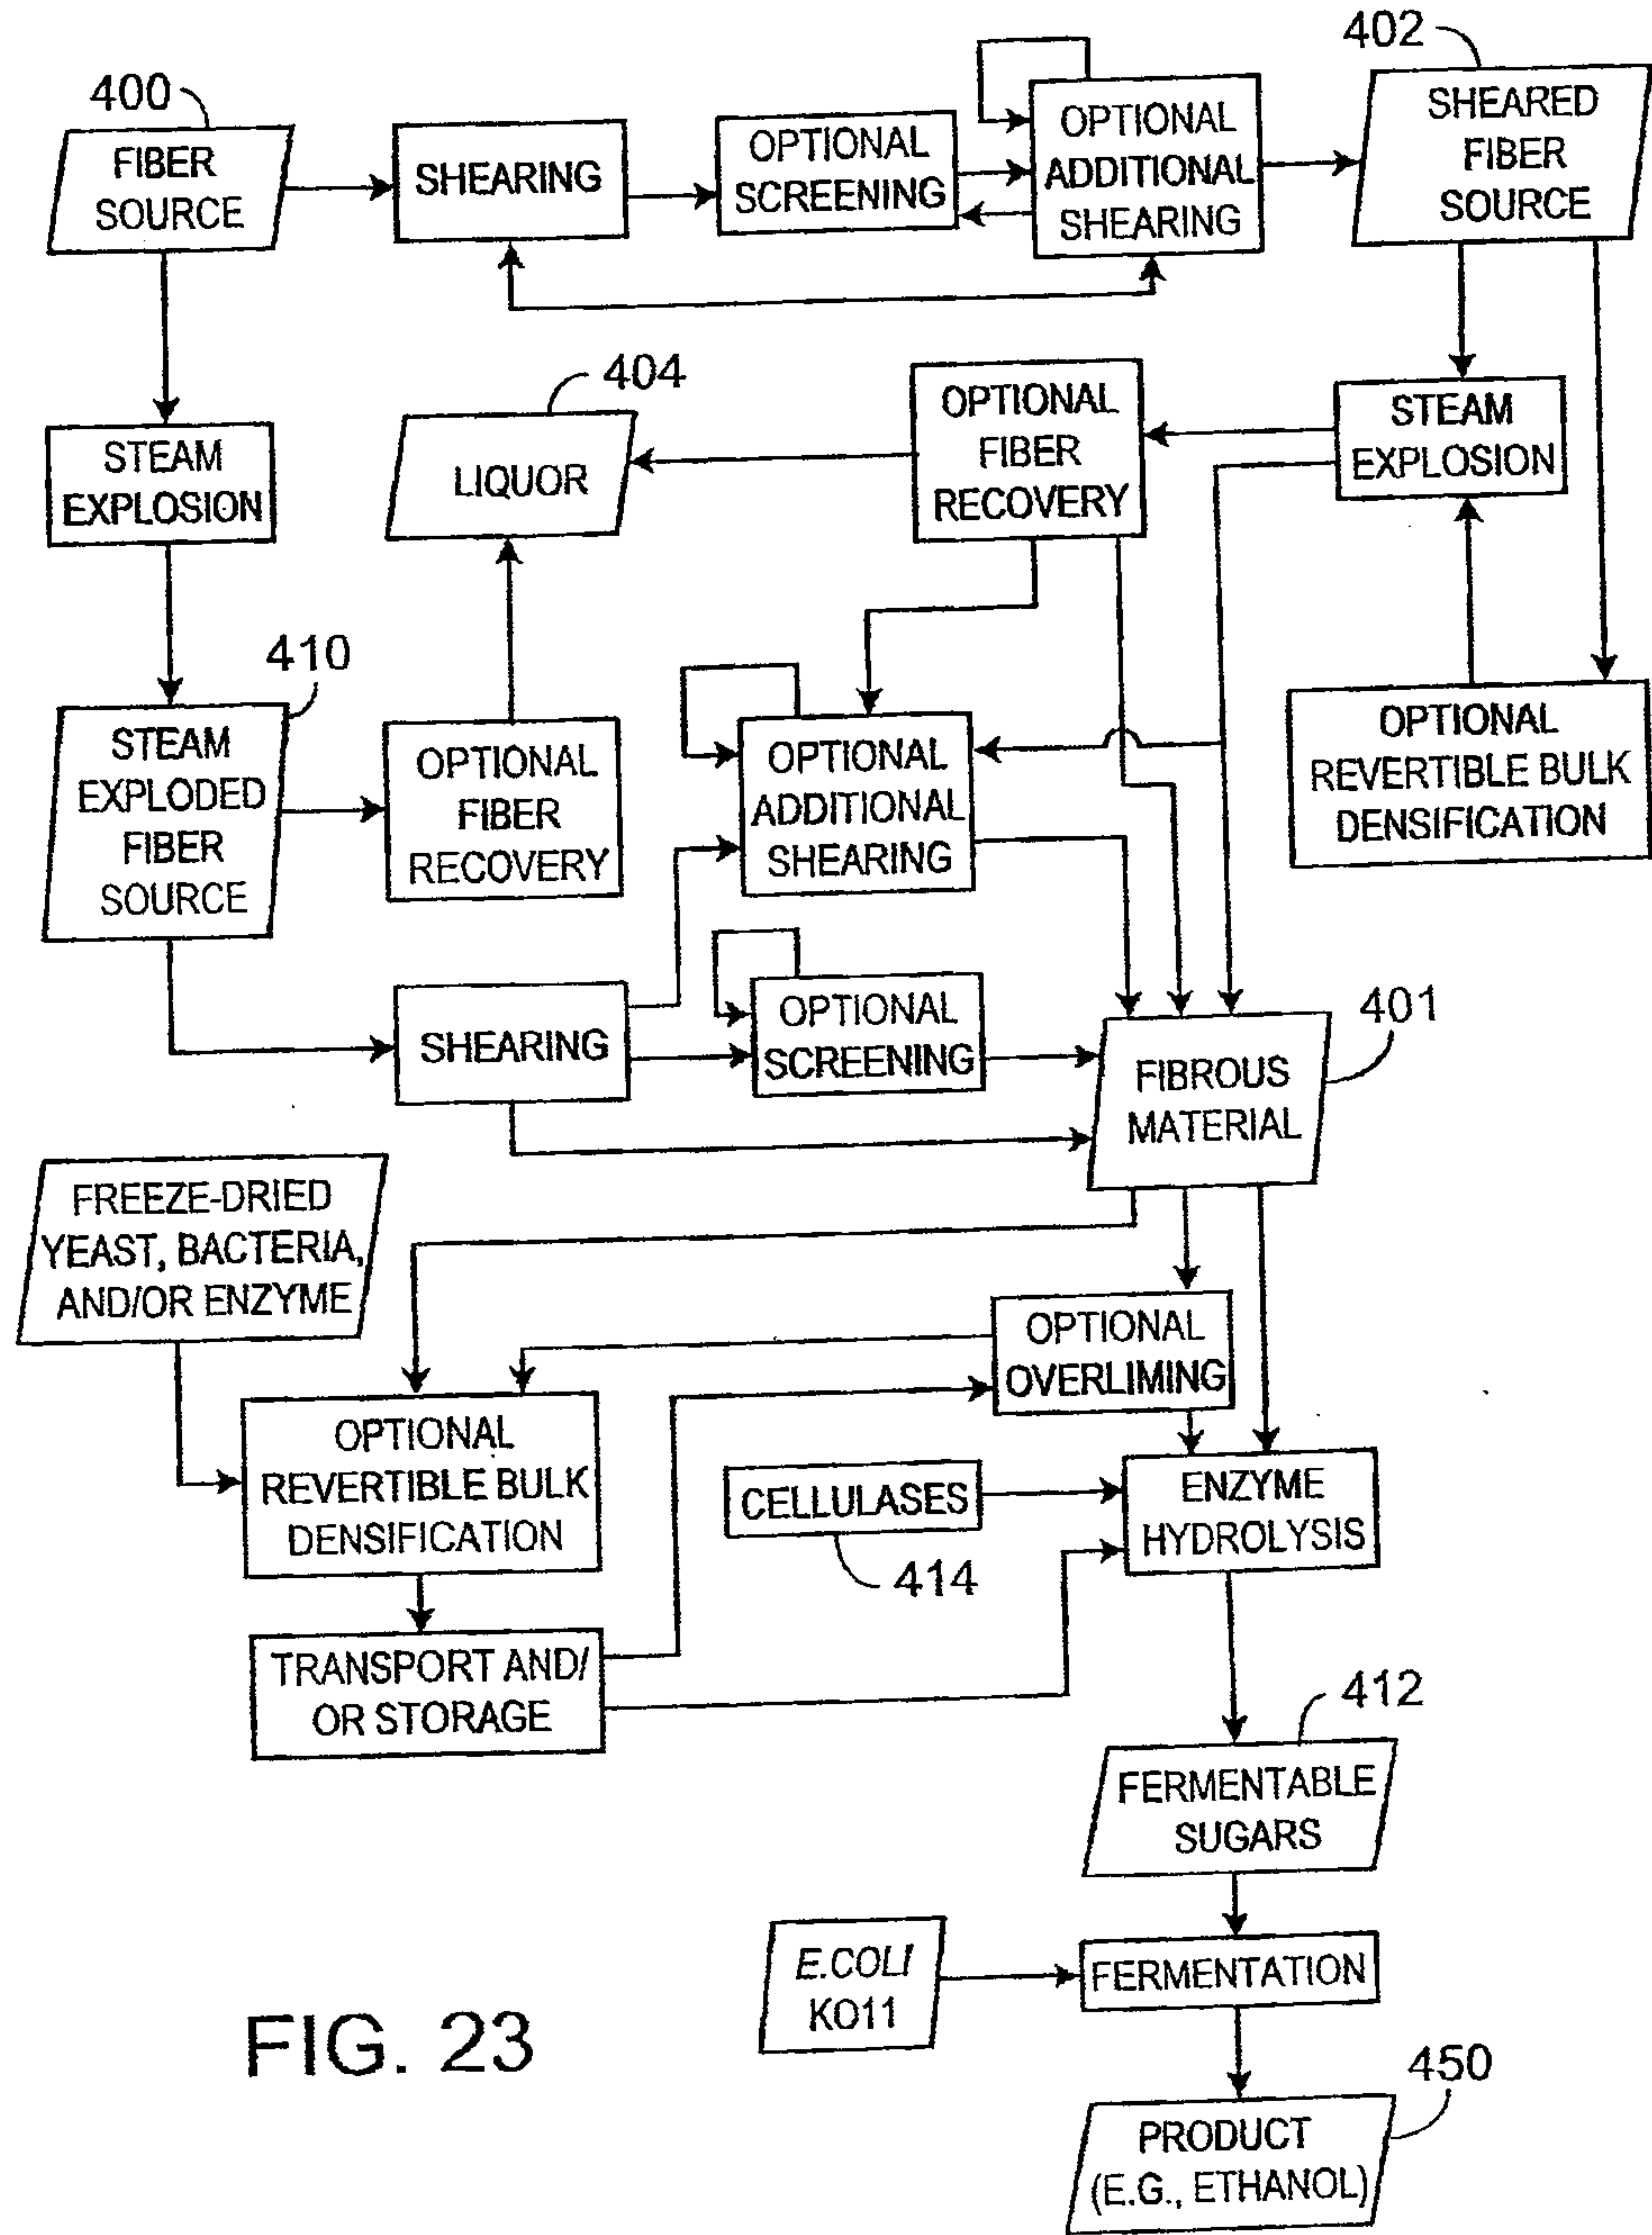 400
FIBER
SOURCE
SHEARING
OPTIONAL
SCREENING
OPTIONAL
ADDITIONAL
SHEARING
402
SHEARED
FIBER
SOURCE
STEAM
EXPLOSION
404
LIQUOR
OPTIONAL
FIBER
RECOVERY
STEAM
EXPLOSION
410
STEAM
EXPLODED
FIBER
SOURCE
OPTIONAL
FIBER
RECOVERY
OPTIONAL
ADDITIONAL
SHEARING
OPTIONAL
REVERTIBLE BULK
DENSIFICATION
SHEARING
OPTIONAL
SCREENING
401
FIBROUS
MATERIAL
FREEZE-DRIED
YEAST, BACTERIA,
AND/OR ENZYME
OPTIONAL
OVERLIMING
OPTIONAL
REVERTIBLE BULK
DENSIFICATION
CELLULASES
414
ENZYME
HYDROLYSIS
TRANSPORT AND/
OR STORAGE
412
FERMENTABLE
SUGARS
E.COLI
KO11
FERMENTATION
FIG. 23
450
PRODUCT
(E.G., ETHANOL)